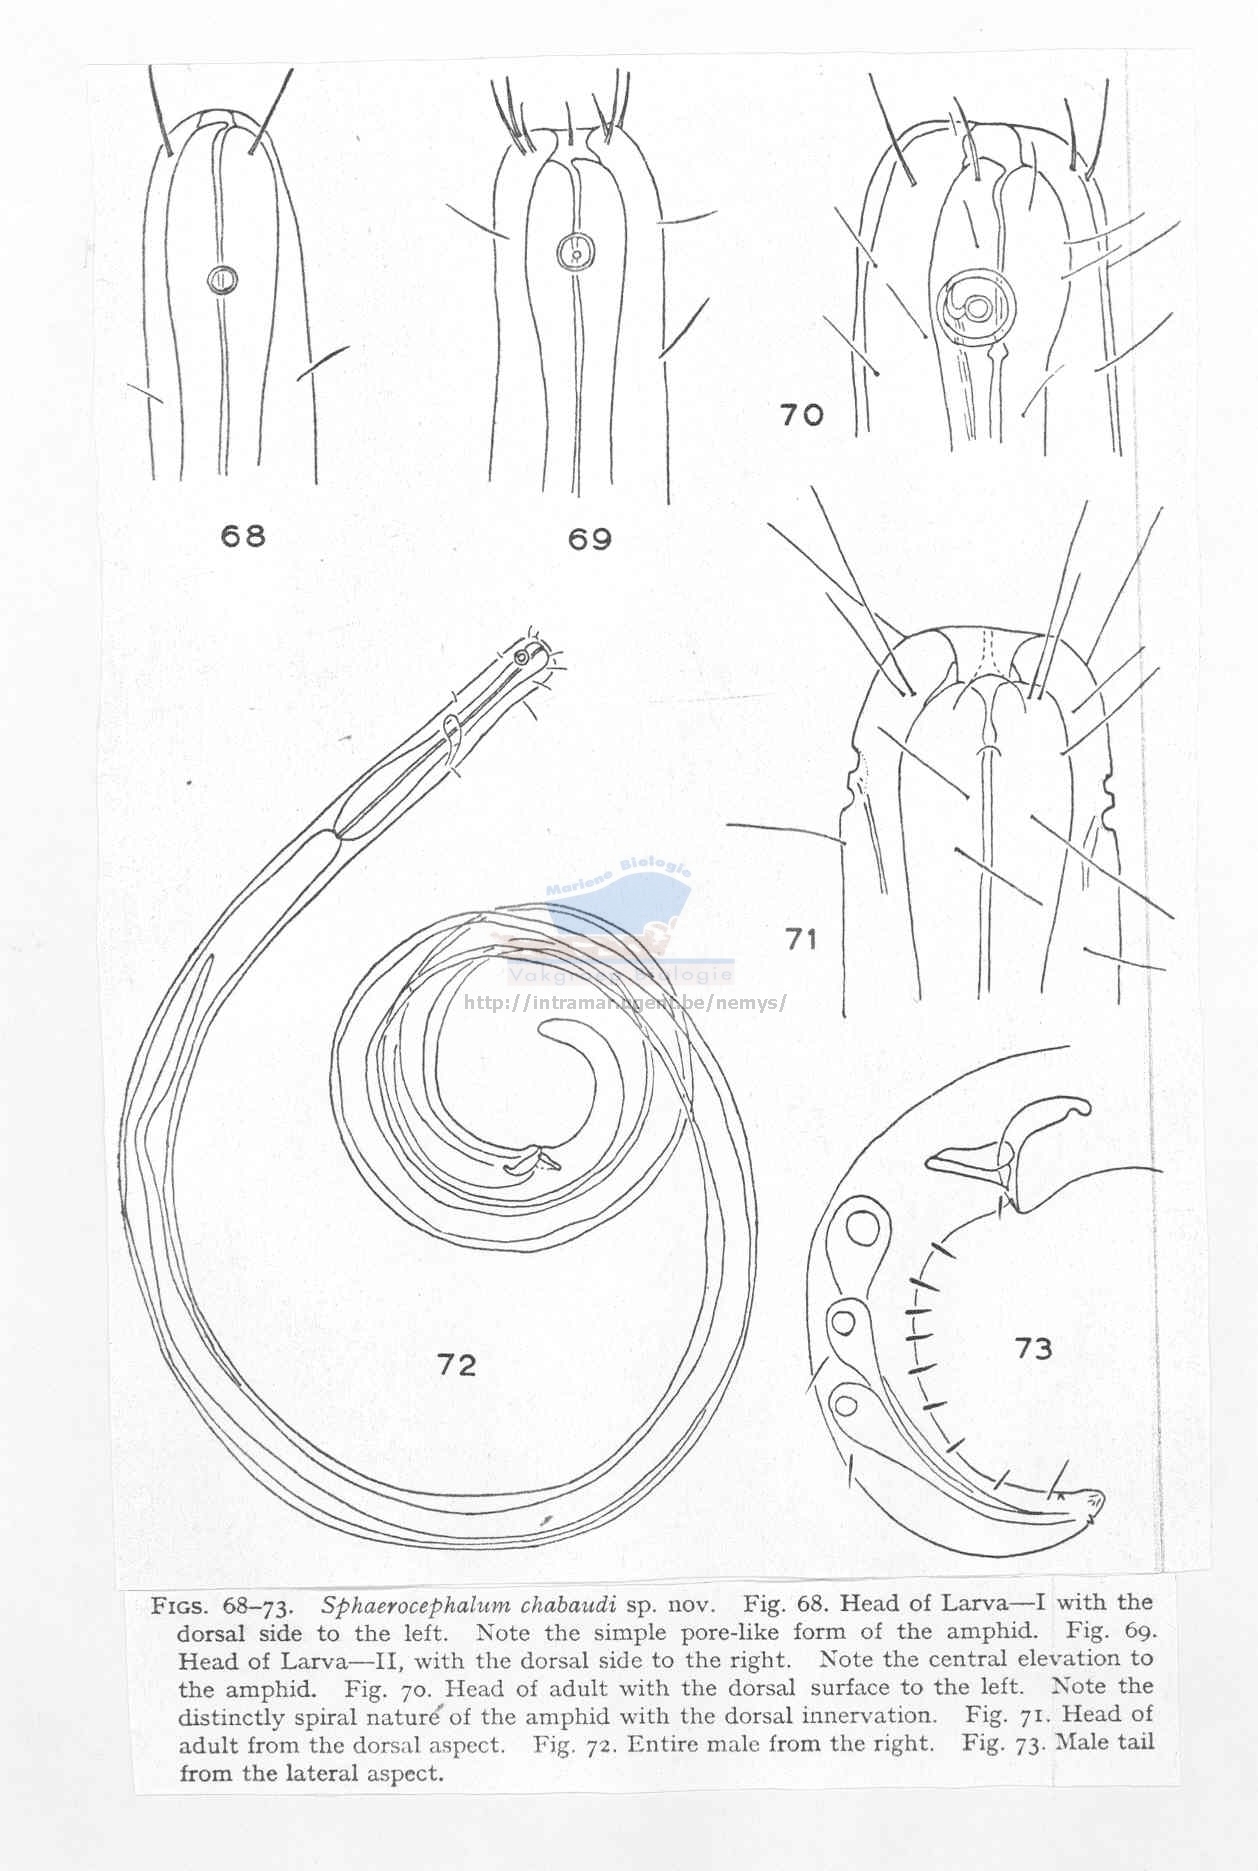 70
68
69
71
Mariene Biologie
Vakgroep Biologie
http://intramar.ugent.be/nemys/
72
73
FIGS. 68–73. Sphaerocephalum chabaudi sp. nov. Fig. 68. Head of Larva—I with the
dorsal side to the left. Note the simple pore-like form of the amphid. Fig. 69.
Head of Larva—II, with the dorsal side to the right. Note the central elevation to
the amphid. Fig. 70. Head of adult with the dorsal surface to the left. Note the
distinctly spiral nature of the amphid with the dorsal innervation. Fig. 71. Head of
adult from the dorsal aspect. Fig. 72. Entire male from the right. Fig. 73. Male tail
from the lateral aspect.